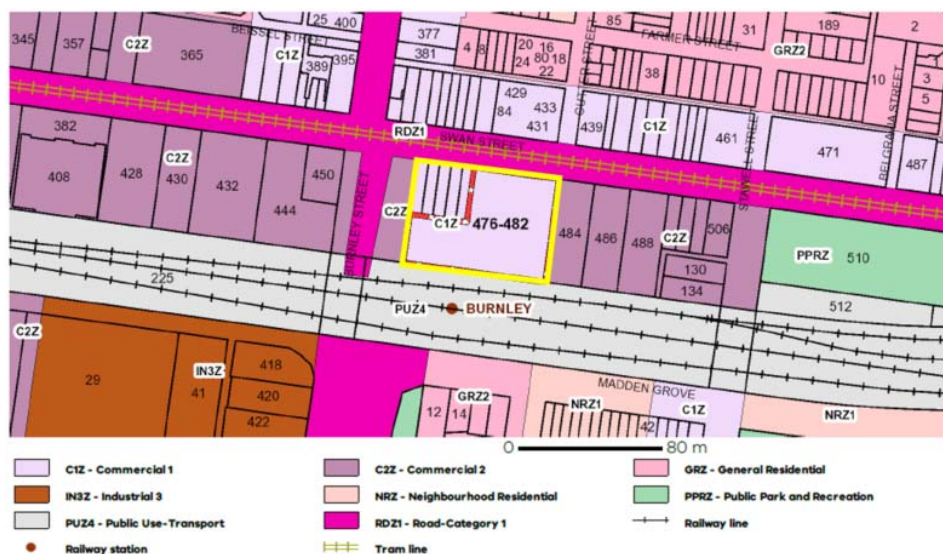 25 400
BEISSEL STREET
345 357 C2Z 365
C1Z 389 395
377
381
4 8 20 16
24 80 18
22
85
FARMER STREET
31
GRZ2
189
2
38
10
3
5
CUTTER STREET
BELGRAVIA STREET
429
84 433
431
439
C1Z
461
471
487
RDZ1 SWAN STREET
STAWELL STREET
382
408
428
C2Z
430
432
444
450
BURNLEY STREET
C2Z
C1Z 476-482
484 486 488 C2Z 506
130
134
PPRZ 510
512
225
PUZ4 BURNLEY
C2Z
29
IN3Z
41
418
420
422
GRZ2
12 14
MADDEN GROVE
NRZ1
42
C1Z
NRZ1
0 80 m
C1Z - Commercial 1
C2Z - Commercial 2
GRZ - General Residential
IN3Z - Industrial 3
NRZ - Neighbourhood Residential
PPRZ - Public Park and Recreation
PUZ4 - Public Use-Transport
RDZ1 - Road-Category 1
Railway line
Railway station
Tram line